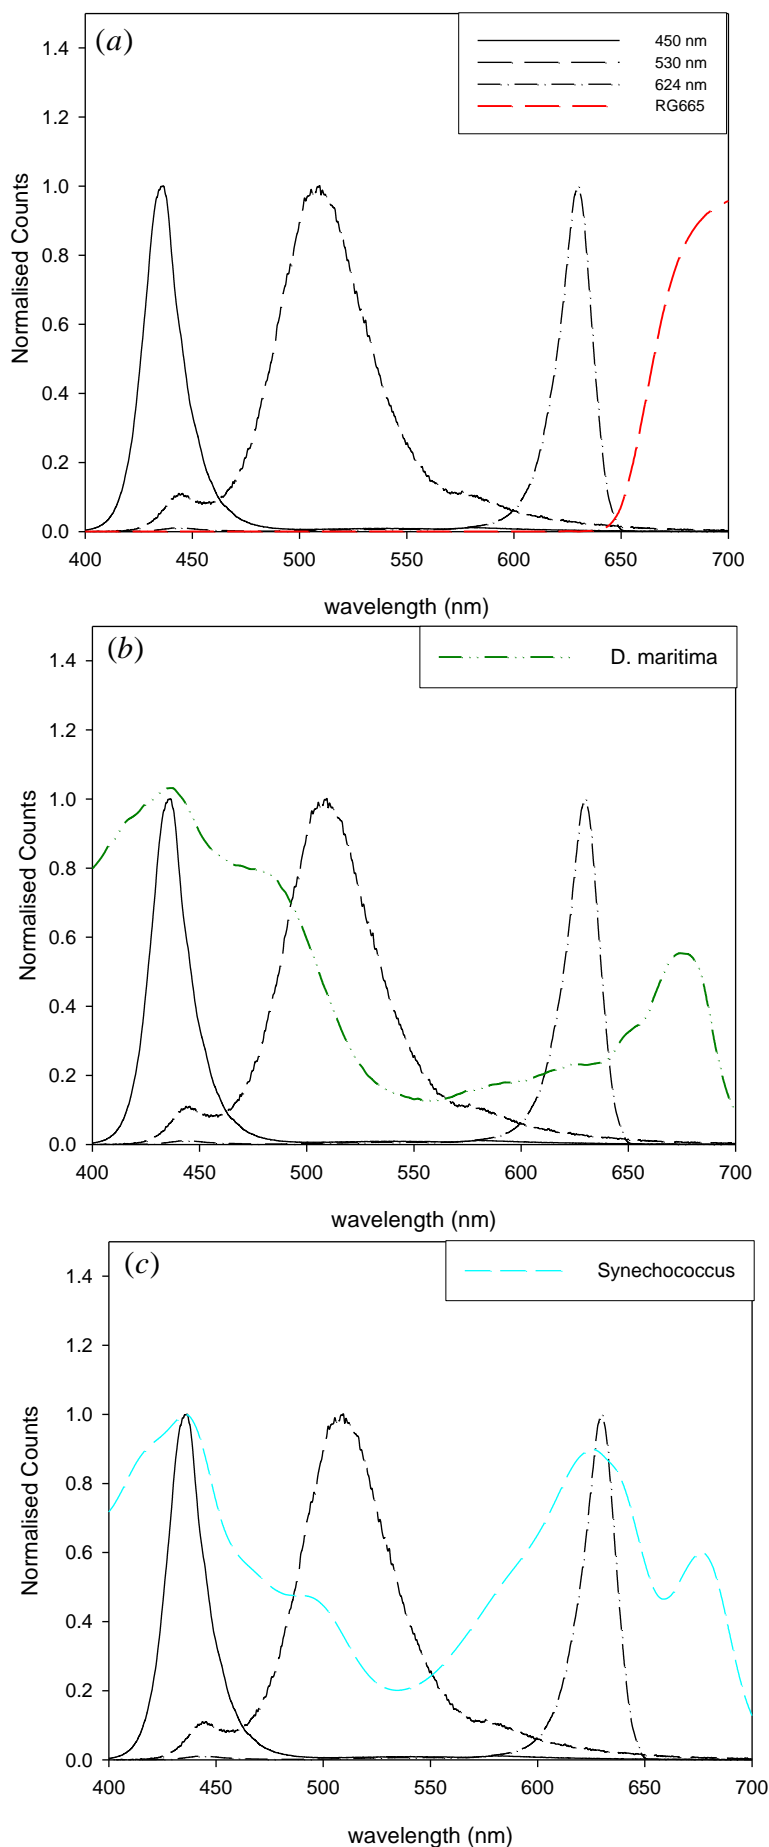 (a)
450 nm
530 nm
624 nm
RG665
1.4
1.2
1.0
0.8
0.6
0.4
0.2
0.0
Normalised Counts
400 450 500 550 600 650 700
wavelength (nm)
(b)
D. maritima
1.4
1.2
1.0
0.8
0.6
0.4
0.2
0.0
Normalised Counts
400 450 500 550 600 650 700
wavelength (nm)
(c)
Synechococcus
1.4
1.2
1.0
0.8
0.6
0.4
0.2
0.0
Normalised Counts
400 450 500 550 600 650 700
wavelength (nm)